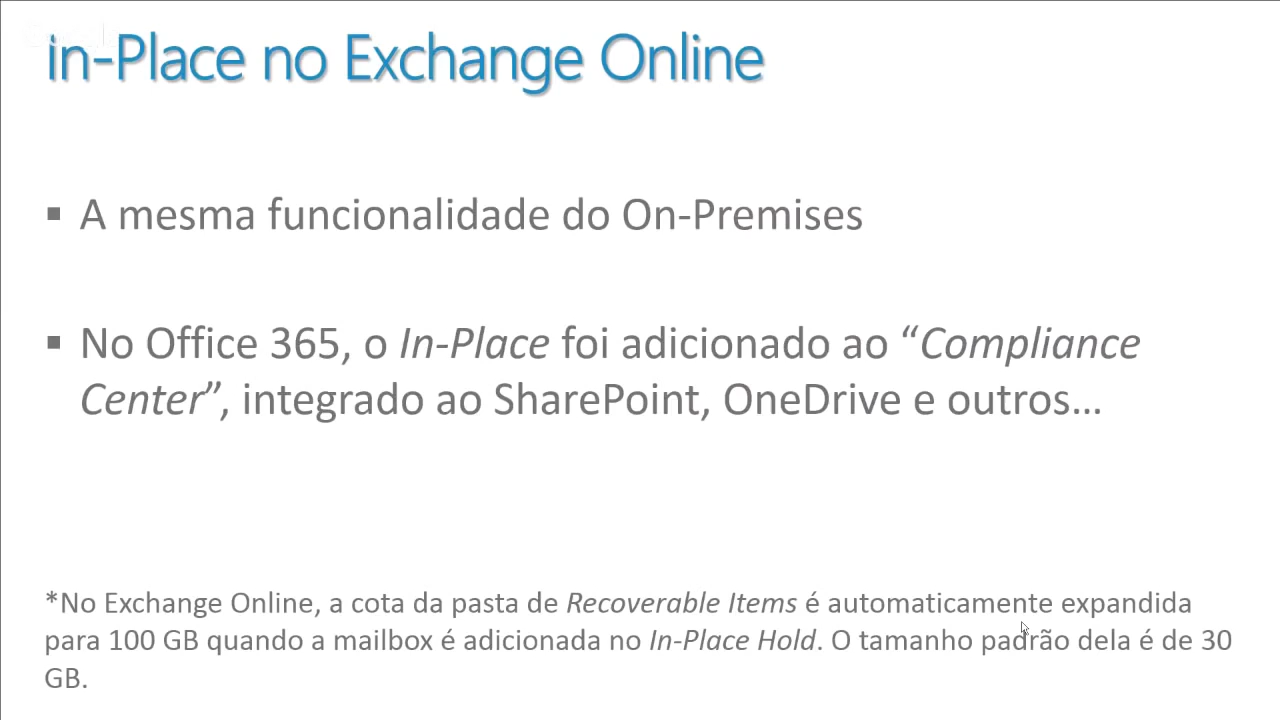 In-Place no Exchange Online
▪ A mesma funcionalidade do On-Premises
▪ No Office 365, o In-Place foi adicionado ao “Compliance
Center”, integrado ao SharePoint, OneDrive e outros…
*No Exchange Online, a cota da pasta de Recoverable Items é automaticamente expandida
para 100 GB quando a mailbox é adicionada no In-Place Hold. O tamanho padrão dela é de 30
GB.